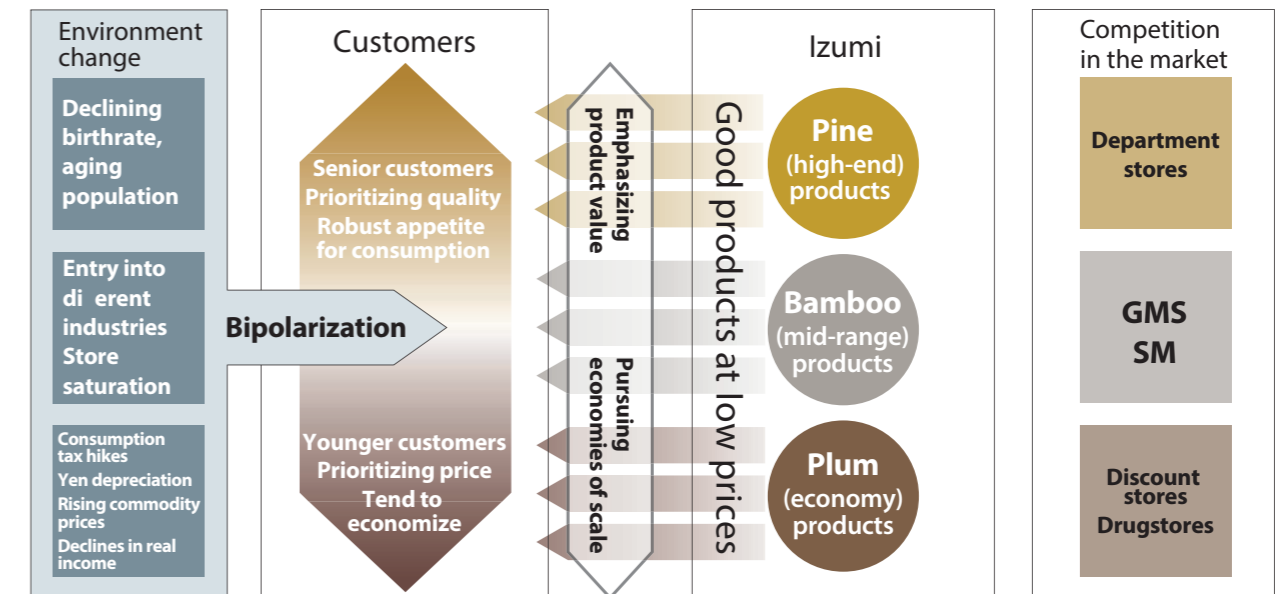 Environment
change
Declining
birthrate,
aging
population
Entry into
di erent
industries
Store
saturation
Consumption
tax hikes
Yen depreciation
Rising commodity
prices
Declines in real
income
Bipolarization
Customers
Senior customers
Prioritizing quality
Robust appetite
for consumption
Younger customers
Prioritizing price
Tend to
economize
Emphasizing
product value
Pursuing
economies of scale
Izumi
Good products at low prices
Pine
(high-end)
products
Bamboo
(mid-range)
products
Plum
(economy)
products
Competition
in the market
Department
stores
GMS
SM
Discount
stores
Drugstores